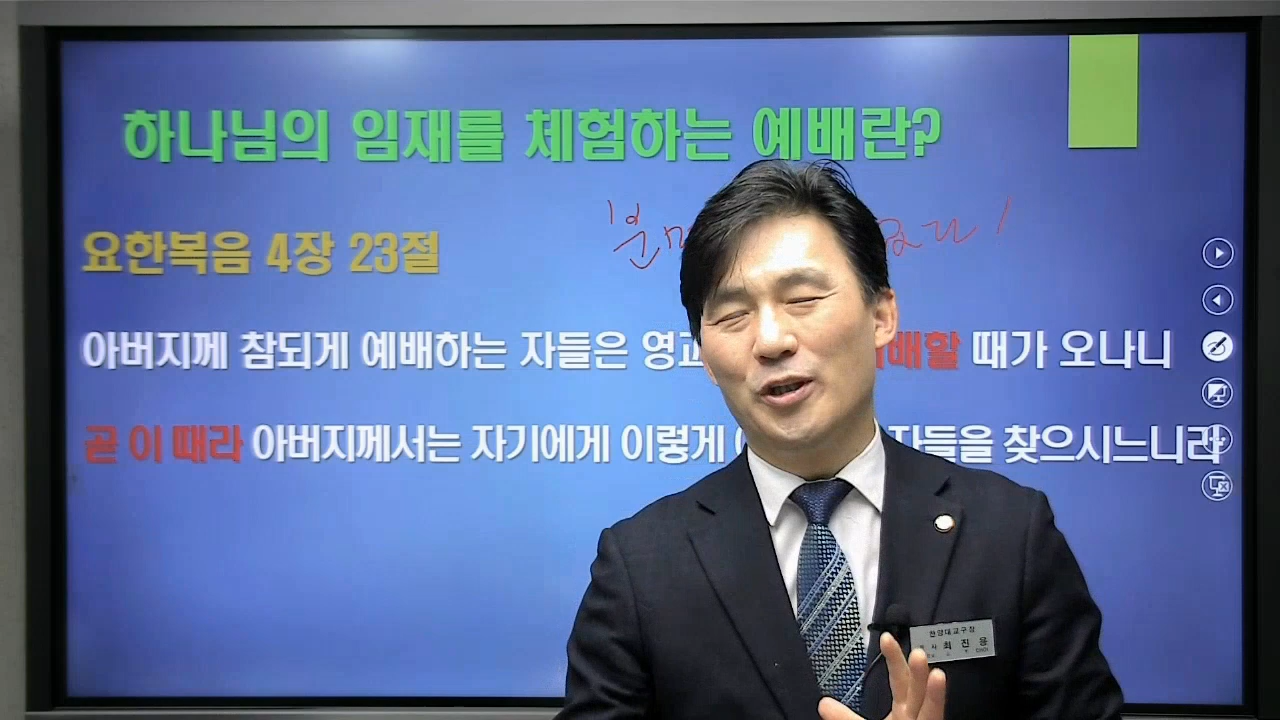 하나님의 임재를 체험하는 예배란?
요한복음 4장 23절
아버지께 참되게 예배하는 자들은 때가 오나니
곧 이 때라 아버지께서는 자기에게 이렇게 자들을 찾으시느니라
최진용